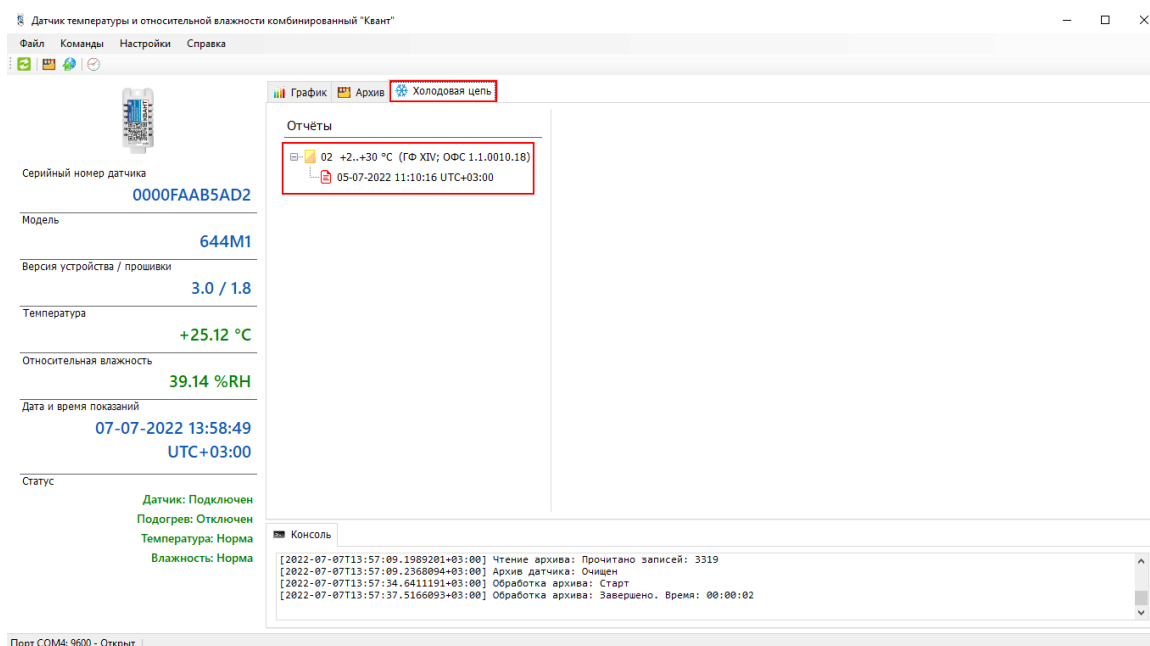 Датчик температуры и относительной влажности комбинированный "Квант"
Файл Команды Настройки Справка
График Архив Холодовая цепь
КВАНТ
Отчёты
02 +2..+30 °C (ГФ XIV; ОФС 1.1.0010.18)
05-07-2022 11:10:16 UTC+03:00
Серийный номер датчика
0000FAAB5AD2
Модель
644M1
Версия устройства / прошивки
3.0 / 1.8
Температура
+25.12 °C
Относительная влажность
39.14 %RH
Дата и время показаний
07-07-2022 13:58:49
UTC+03:00
Статус
Датчик: Подключен
Подогрев: Отключен
Температура: Норма
Влажность: Норма
Консоль
[2022-07-07T13:57:09.1989201+03:00] Чтение архива: Прочитано записей: 3319
[2022-07-07T13:57:09.2368094+03:00] Архив датчика: Очищен
[2022-07-07T13:57:34.6411191+03:00] Обработка архива: Старт
[2022-07-07T13:57:37.5166093+03:00] Обработка архива: Завершено. Время: 00:00:02
Порт COM4: 9600 - Открыт